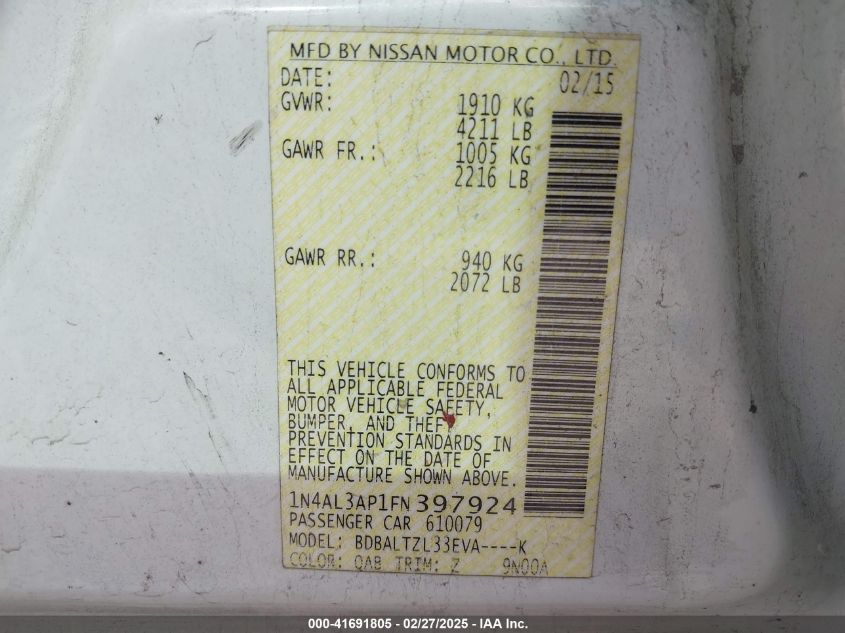 MFD BY NISSAN MOTOR CO., LTD
DATE: 02/15
GVWR: 1910 KG
4211 LB
GAWR FR.: 1005 KG
2216 LB
GAWR RR.: 940 KG
2072 LB
THIS VEHICLE CONFORMS TO
ALL APPLICABLE FEDERAL
MOTOR VEHICLE SAFETY,
BUMPER, AND THEFT
PREVENTION STANDARDS IN
EFFECT ON THE DATE OF
MANUFACTURE SHOWN ABOVE.
1N4AL3AP1FN397924
PASSENGER CAR 610079
MODEL: BDBALTZL33EVA----K
COLOR: QAB TRIM: Z 9N00A
000-41691805 - 02/27/2025 - IAA Inc.